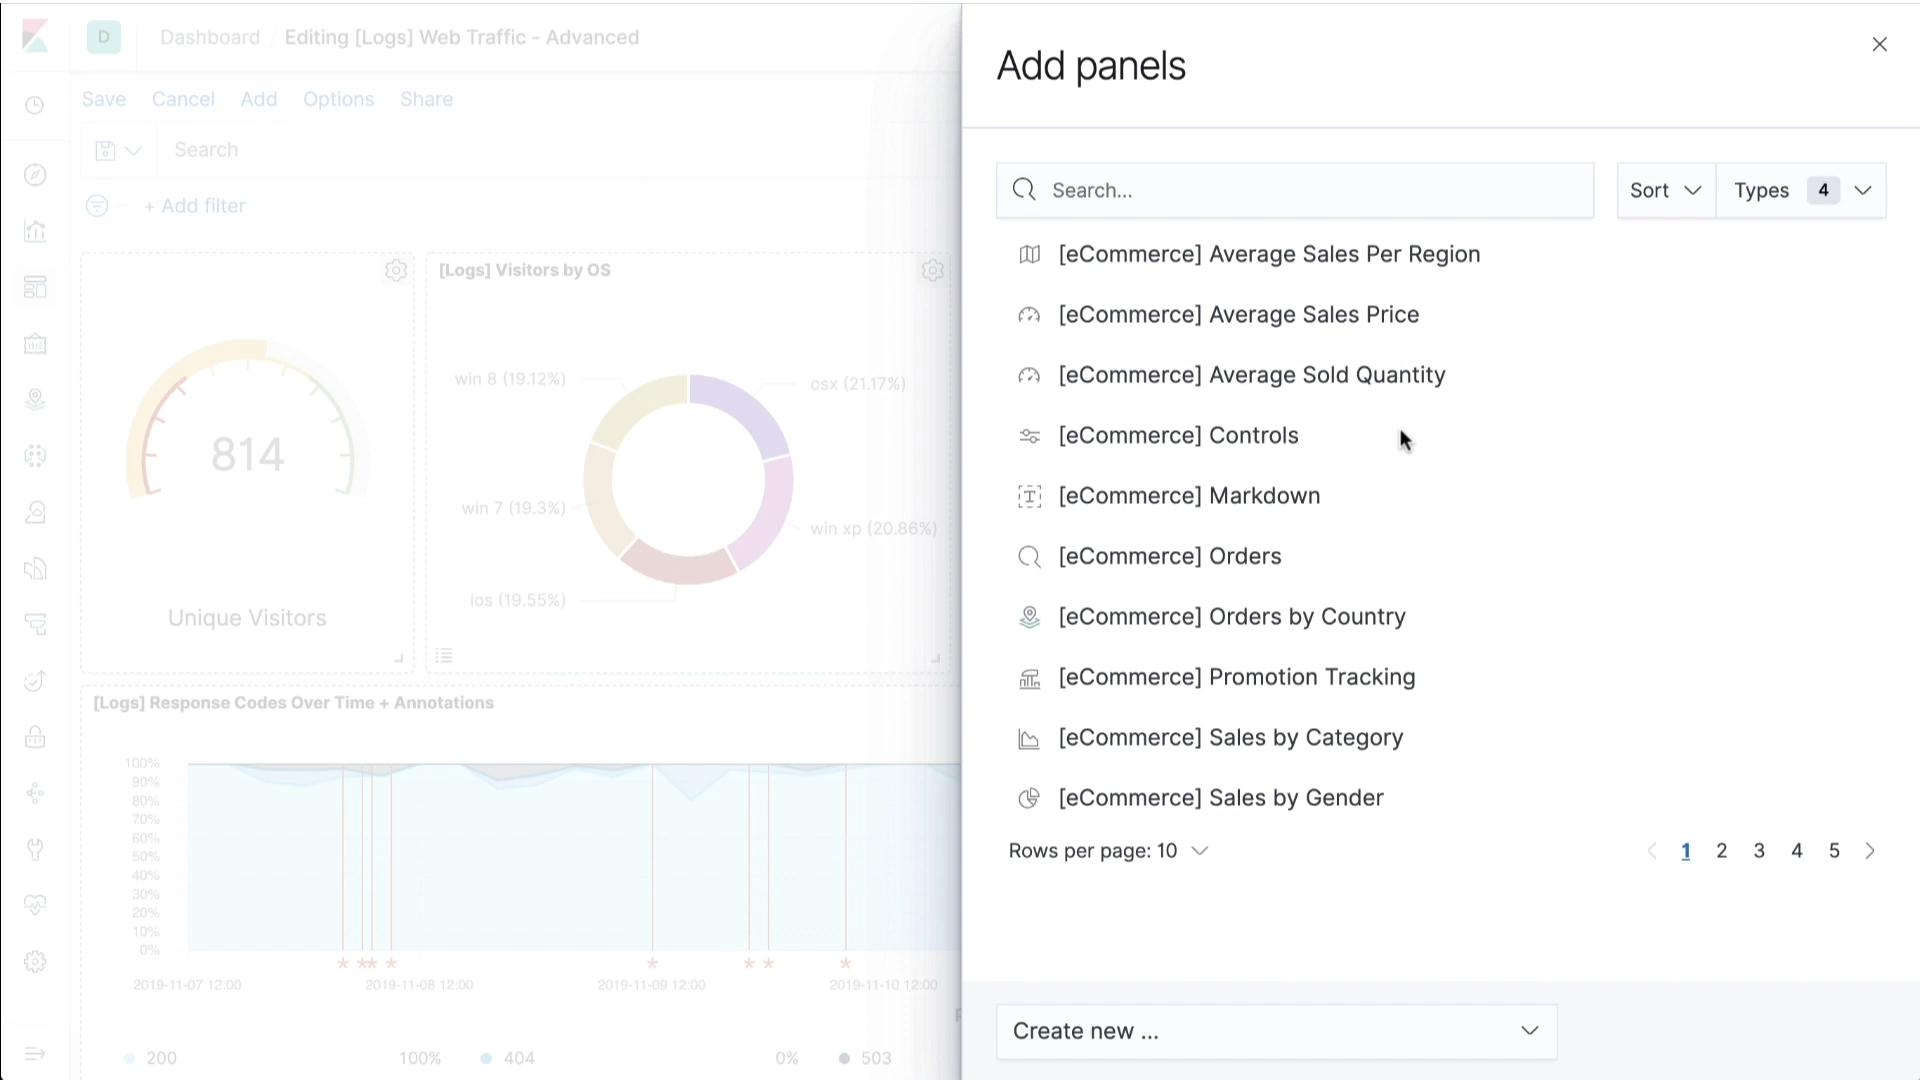 D
Dashboard / Editing [Logs] Web Traffic - Advanced
Save Cancel Add Options Share
Search
+ Add filter
814
Unique Visitors
[Logs] Visitors by OS
win 8 (19.12%)
osx (21.17%)
win 7 (19.3%)
win xp (20.86%)
ios (19.55%)
[Logs] Response Codes Over Time + Annotations
100%
90%
80%
70%
60%
50%
40%
30%
20%
10%
0%
2019-11-07 12:00
2019-11-08 12:00
2019-11-09 12:00
2019-11-10 12:00
200 100%
404 0%
503
Add panels
Search...
Sort
Types 4
[eCommerce] Average Sales Per Region
[eCommerce] Average Sales Price
[eCommerce] Average Sold Quantity
[eCommerce] Controls
[eCommerce] Markdown
[eCommerce] Orders
[eCommerce] Orders by Country
[eCommerce] Promotion Tracking
[eCommerce] Sales by Category
[eCommerce] Sales by Gender
Rows per page: 10
1 2 3 4 5
Create new ...